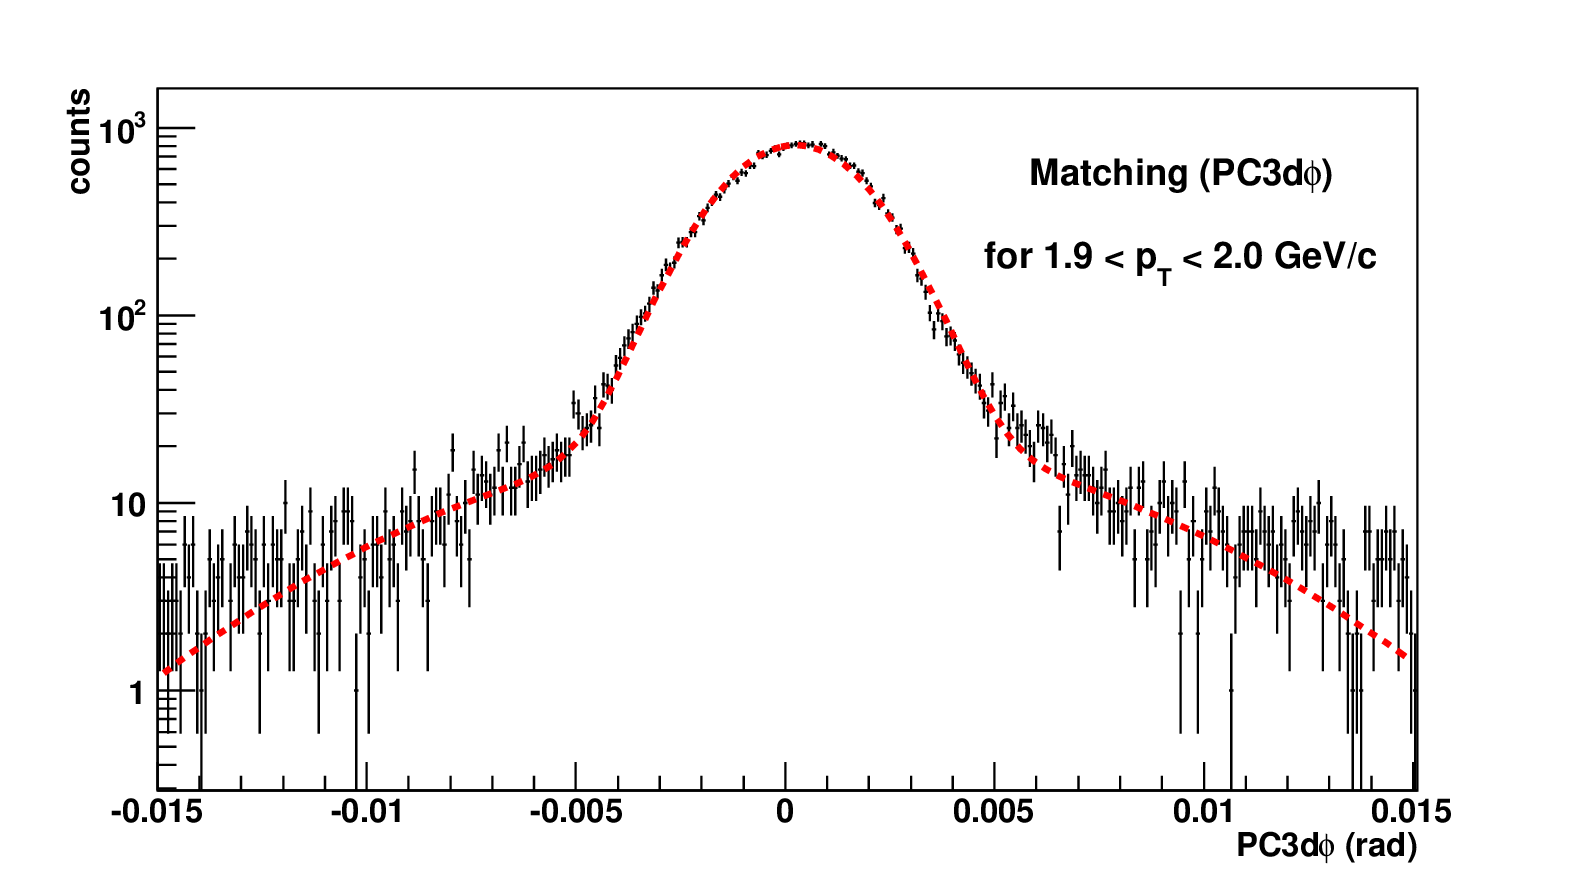 counts
10³
10²
10
1
Matching (PC3dϕ)
for 1.9 < p_T < 2.0 GeV/c
-0.015 -0.01 -0.005 0 0.005 0.01 0.015
PC3dϕ (rad)